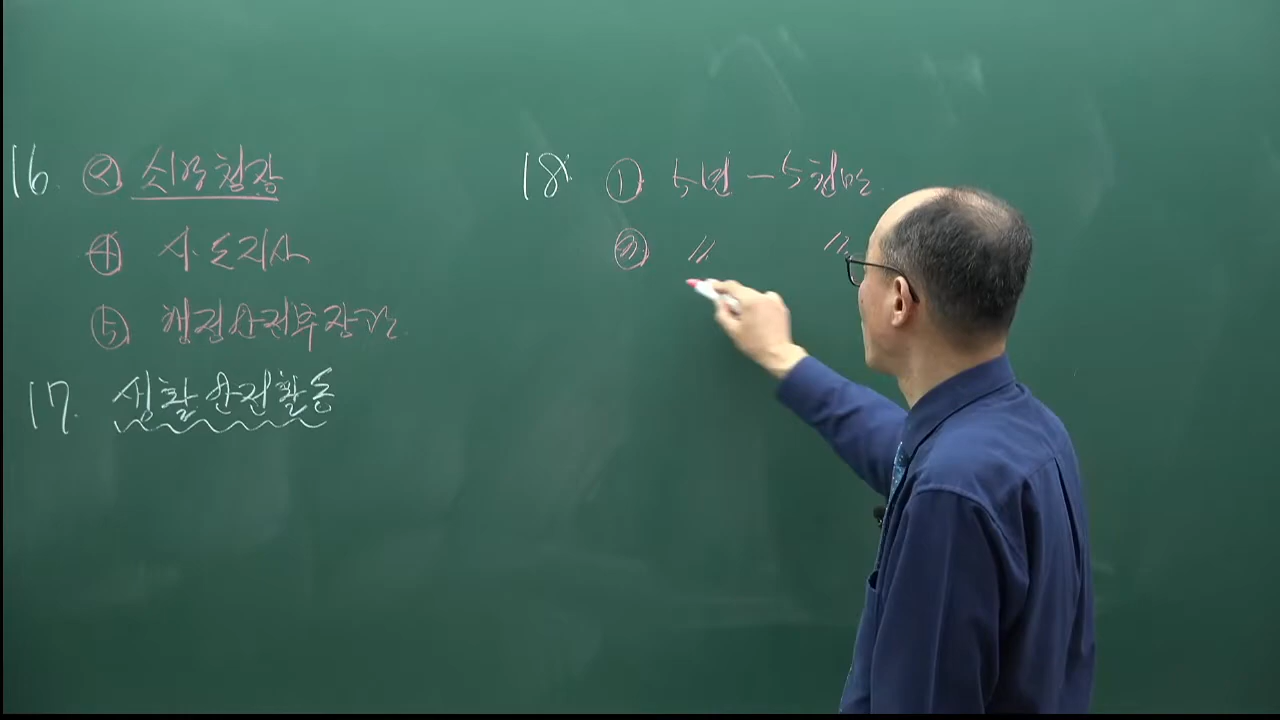 16. ② 소방청장
④ 시·도지사
⑤ 행정안전부장관
17. 생활안전활동
18. ① 5년 - 5천만
② 〃 〃